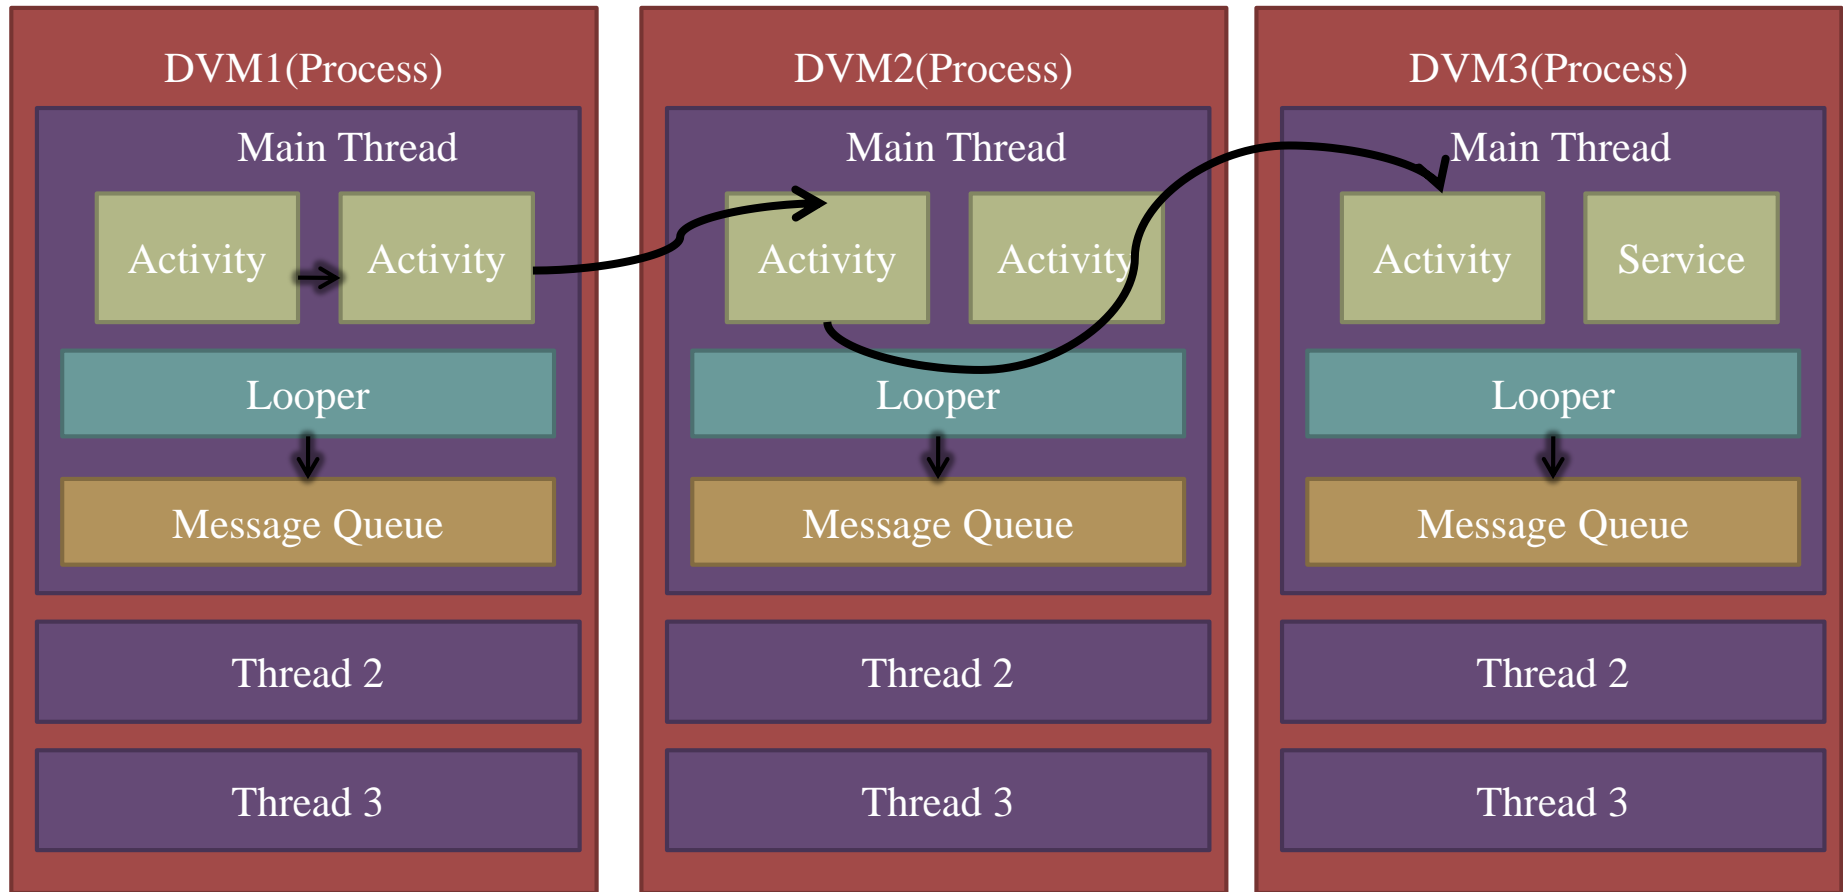 DVM1(Process)
Main Thread
Activity
Activity
Looper
Message Queue
Thread 2
Thread 3
DVM2(Process)
Main Thread
Activity
Activity
Looper
Message Queue
Thread 2
Thread 3
DVM3(Process)
Main Thread
Activity
Service
Looper
Message Queue
Thread 2
Thread 3